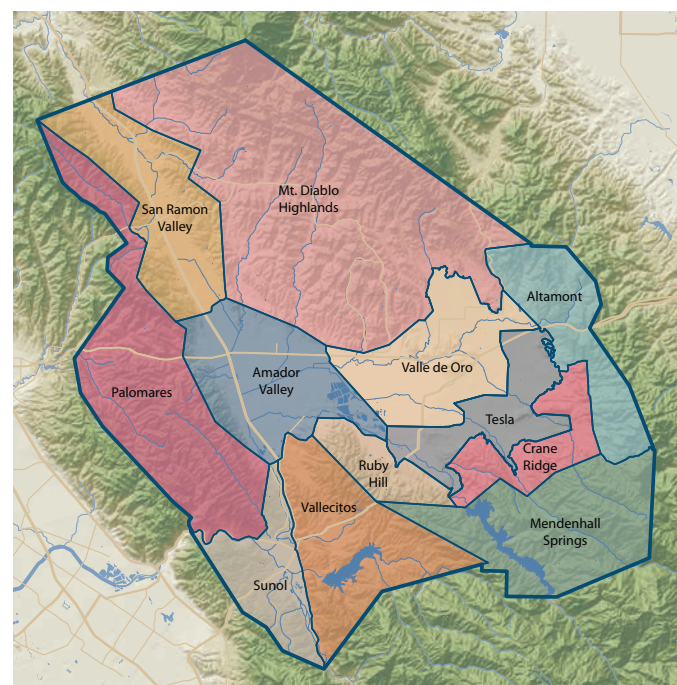 Mt. Diablo
Highlands
San Ramon
Valley
Altamont
Valle de Oro
Amador
Valley
Palomares
Tesla
Crane
Ridge
Ruby
Hill
Vallecitos
Mendenhall
Springs
Sunol